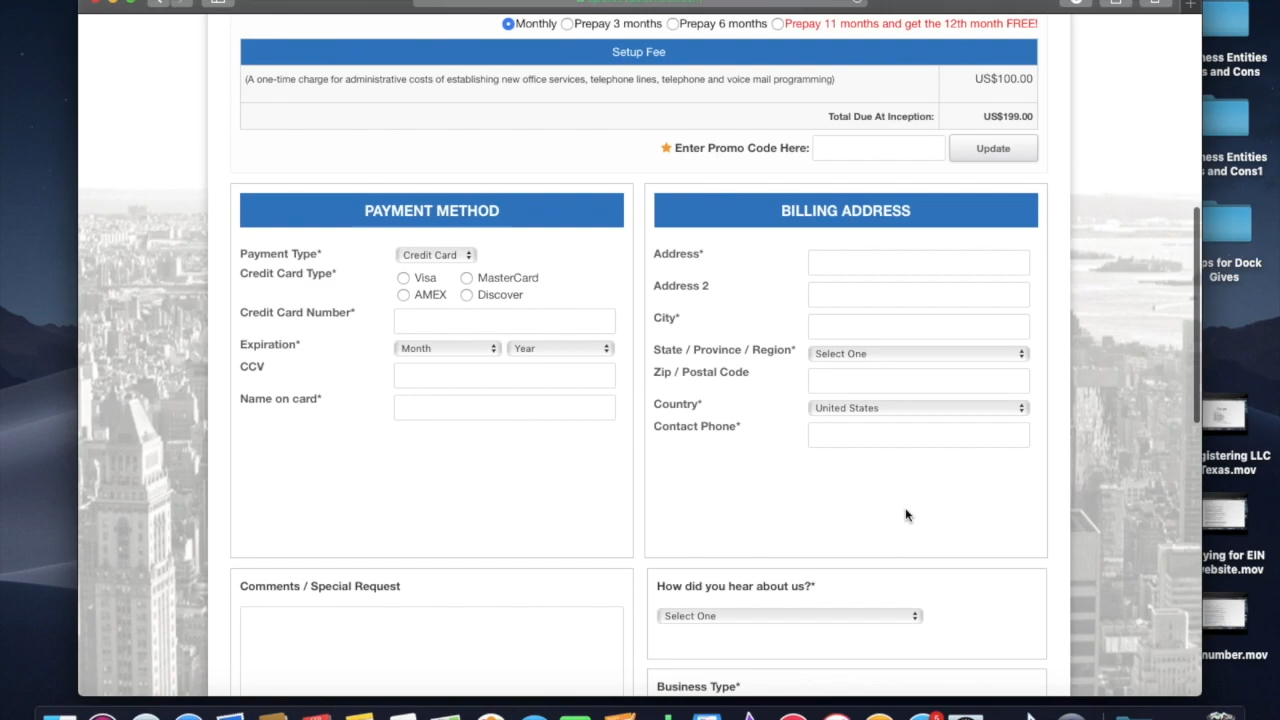 Monthly Prepay 3 months Prepay 6 months Prepay 11 months and get the 12th month FREE!
Setup Fee
(A one-time charge for administrative costs of establishing new office services, telephone lines, telephone and voice mail programming) US$100.00
Total Due At Inception: US$199.00
Enter Promo Code Here: Update
PAYMENT METHOD
Payment Type* Credit Card
Credit Card Type* Visa MasterCard
AMEX Discover
Credit Card Number*
Expiration* Month Year
CCV
Name on card*
BILLING ADDRESS
Address*
Address 2
City*
State / Province / Region* Select One
Zip / Postal Code
Country* United States
Contact Phone*
Comments / Special Request
How did you hear about us?*
Select One
Business Type*
ness Entities
s and Cons
ness Entities
s and Cons1
ps for Dock
Gives
gistering LLC
Texas.mov
ying for EIN
website.mov
number.mov